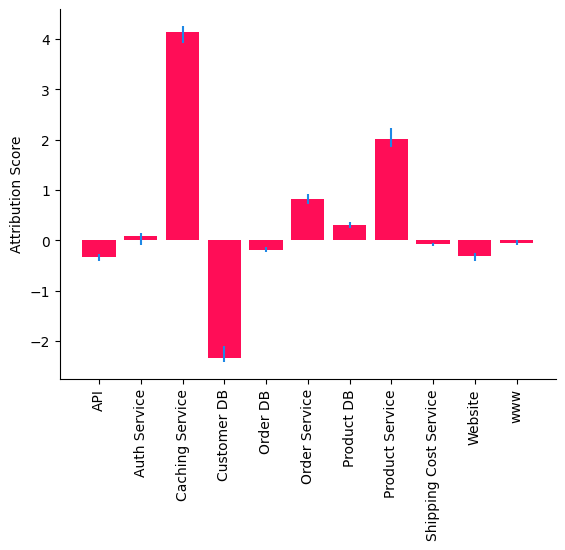 Attribution Score
4
3
2
1
0
−1
−2
API
Auth Service
Caching Service
Customer DB
Order DB
Order Service
Product DB
Product Service
Shipping Cost Service
Website
www